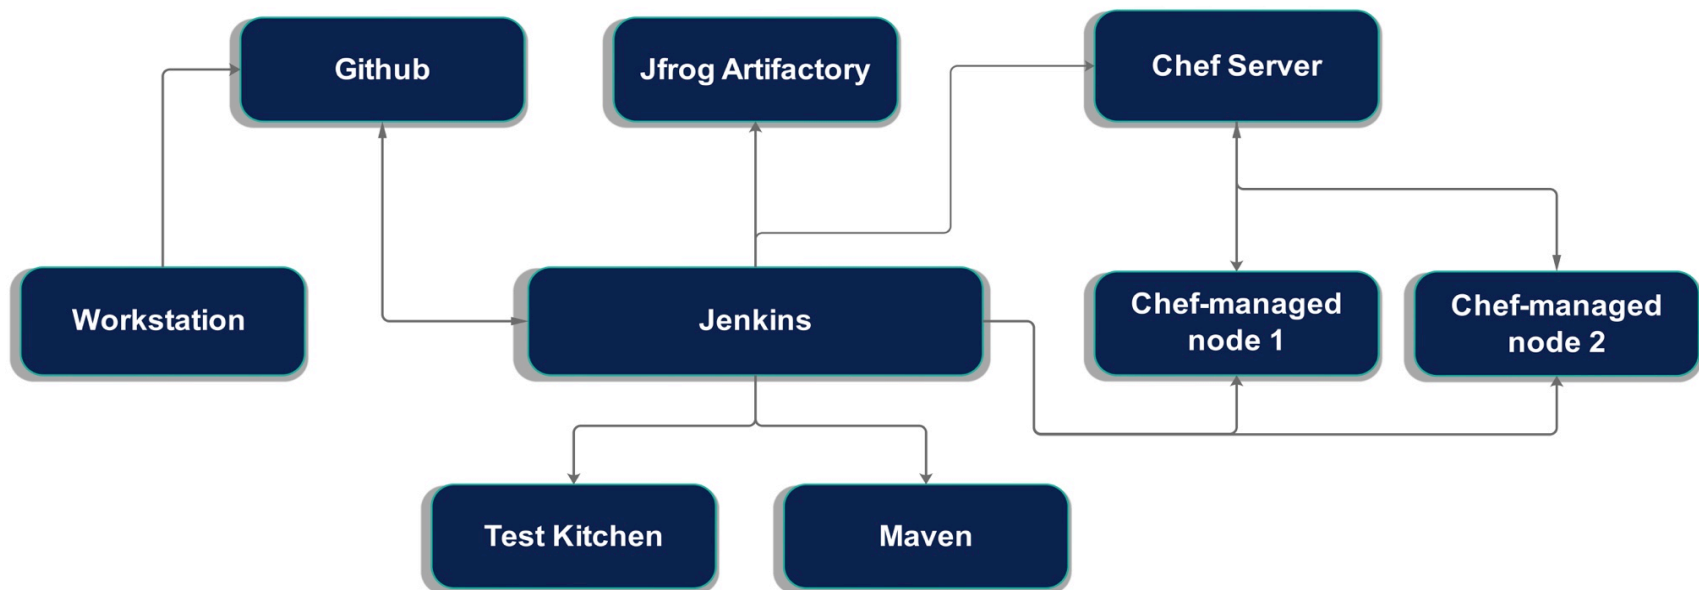 Github
Jfrog Artifactory
Chef Server
Workstation
Jenkins
Chef-managed
node 1
Chef-managed
node 2
Test Kitchen
Maven